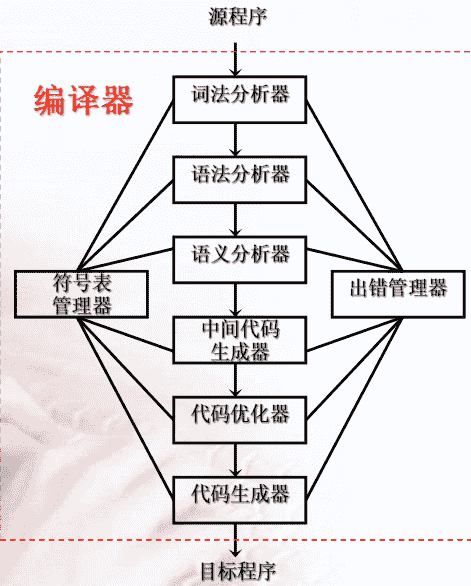 源程序
编译器
词法分析器
语法分析器
语义分析器
符号表
管理器
出错管理器
中间代码
生成器
代码优化器
代码生成器
目标程序